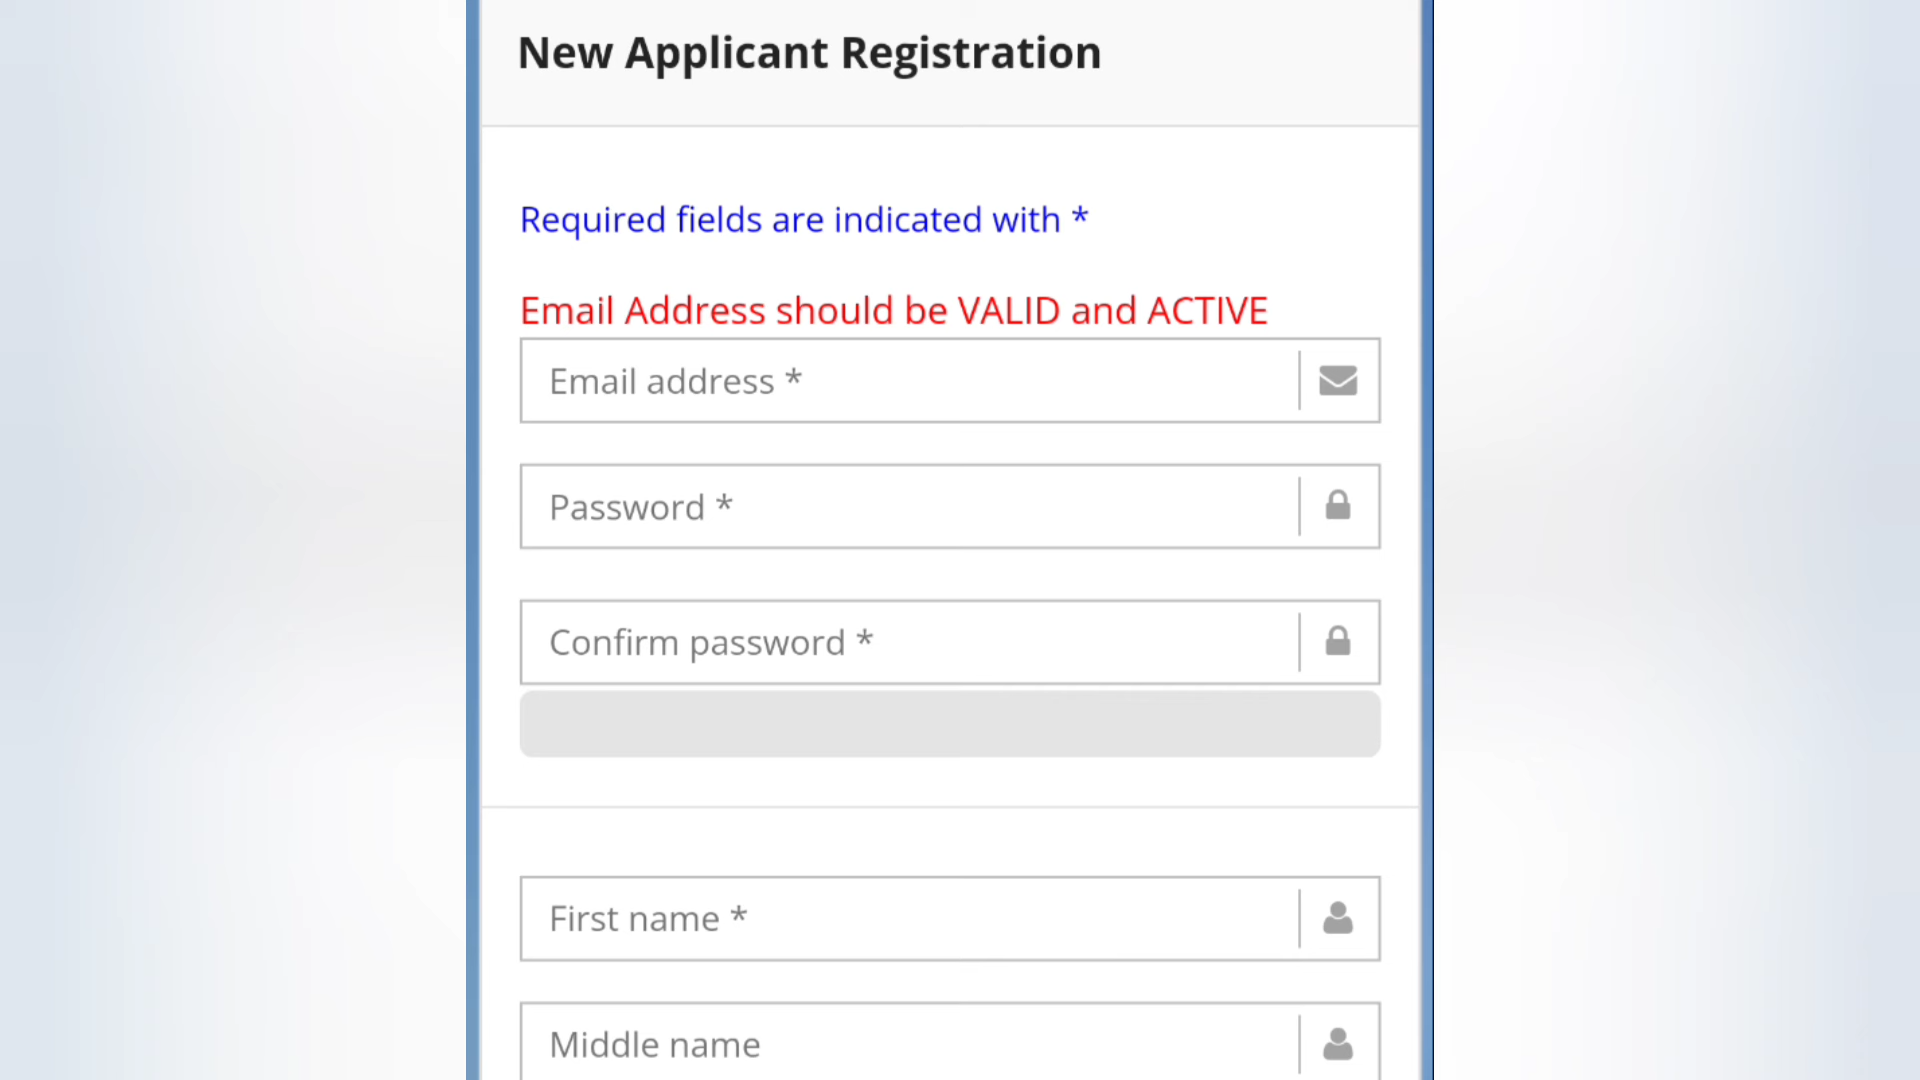 New Applicant Registration
Required fields are indicated with *
Email Address should be VALID and ACTIVE
Email address *
Password *
Confirm password *
First name *
Middle name